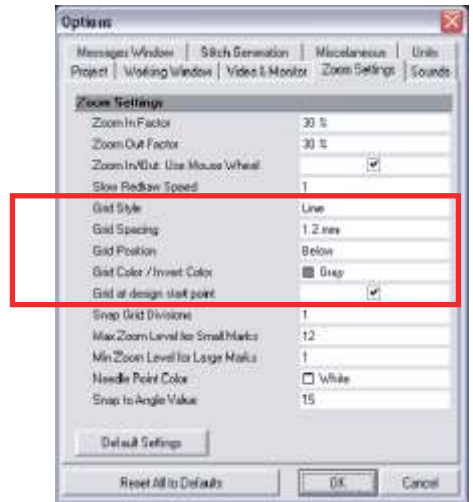 Options
Messages Window Stitch Generation Miscelaneous Units
Project Working Window Video & Monitor Zoom Settings Sounds
Zoom Settings
Zoom In Factor 30 %
Zoom Out Factor 30 %
Zoom In/Out: Use Mouse Wheel
Slow Redraw Speed 1
Grid Style Line
Grid Spacing 1.2 mm
Grid Position Below
Grid Color / Invert Color Gray
Grid at design start point
Snap Grid Divisions 1
Max Zoom Level for Small Marks 12
Min Zoom Level for Large Marks 1
Needle Point Color White
Snap to Angle Value 15
Default Settings
Reset All to Defaults OK Cancel